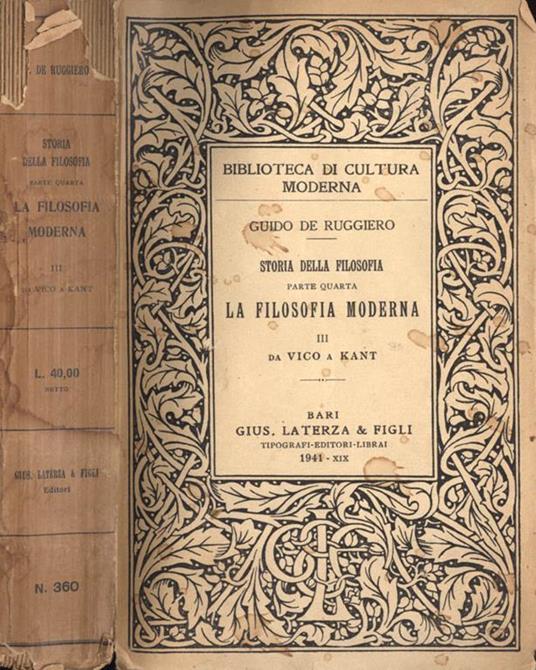 DE RUGGIERO
STORIA
DELLA FILOSOFIA
PARTE QUARTA
LA FILOSOFIA
MODERNA
III
DA VICO A KANT
L. 40,00
NETTO
GIUS. LATERZA & FIGLI
Editori
N. 360
BIBLIOTECA DI CULTURA
MODERNA
GUIDO DE RUGGIERO
STORIA DELLA FILOSOFIA
PARTE QUARTA
LA FILOSOFIA MODERNA
III
DA VICO A KANT
BARI
GIUS. LATERZA & FIGLI
TIPOGRAFI-EDITORI-LIBRAI
1941 - XIX